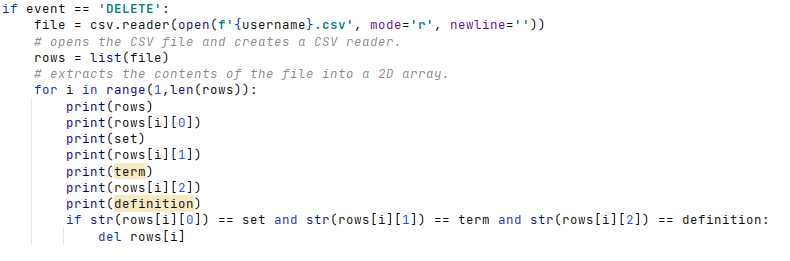 if event == 'DELETE':
    file = csv.reader(open(f'{username}.csv', mode='r', newline=''))
    # opens the CSV file and creates a CSV reader.
    rows = list(file)
    # extracts the contents of the file into a 2D array.
    for i in range(1,len(rows)):
        print(rows)
        print(rows[i][0])
        print(set)
        print(rows[i][1])
        print(term)
        print(rows[i][2])
        print(definition)
        if str(rows[i][0]) == set and str(rows[i][1]) == term and str(rows[i][2]) == definition:
            del rows[i]